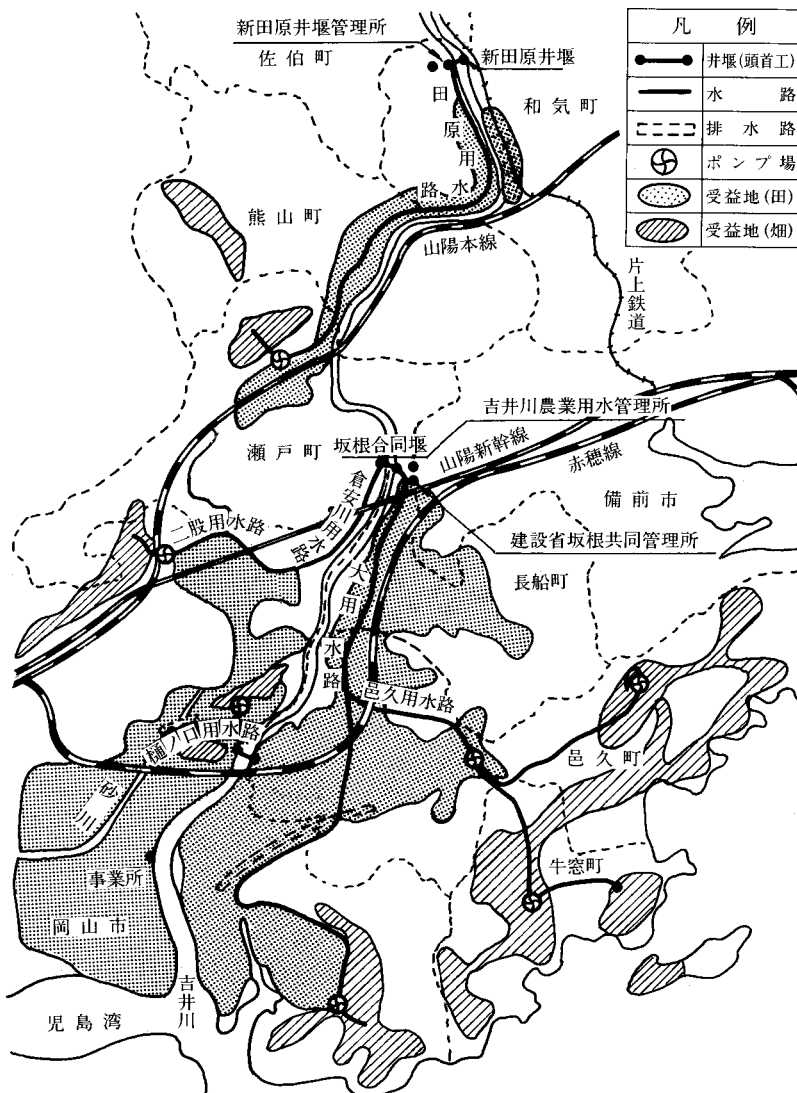 新田原井堰管理所
佐伯町
新田原井堰
和気町
田原用水路
熊山町
山陽本線
片上鉄道
凡例
井堰(頭首工)
水路
排水路
ポンプ場
受益地(田)
受益地(畑)
吉井川農業用水管理所
瀬戸町
坂根合同堰
山陽新幹線
赤穂線
備前市
倉安川用水路
二股用水路
建設省坂根共同管理所
長船町
大用水路
邑久用水路
樋ノ口用水路
邑久町
砂川
牛窓町
事業所
岡山市
吉井川
児島湾